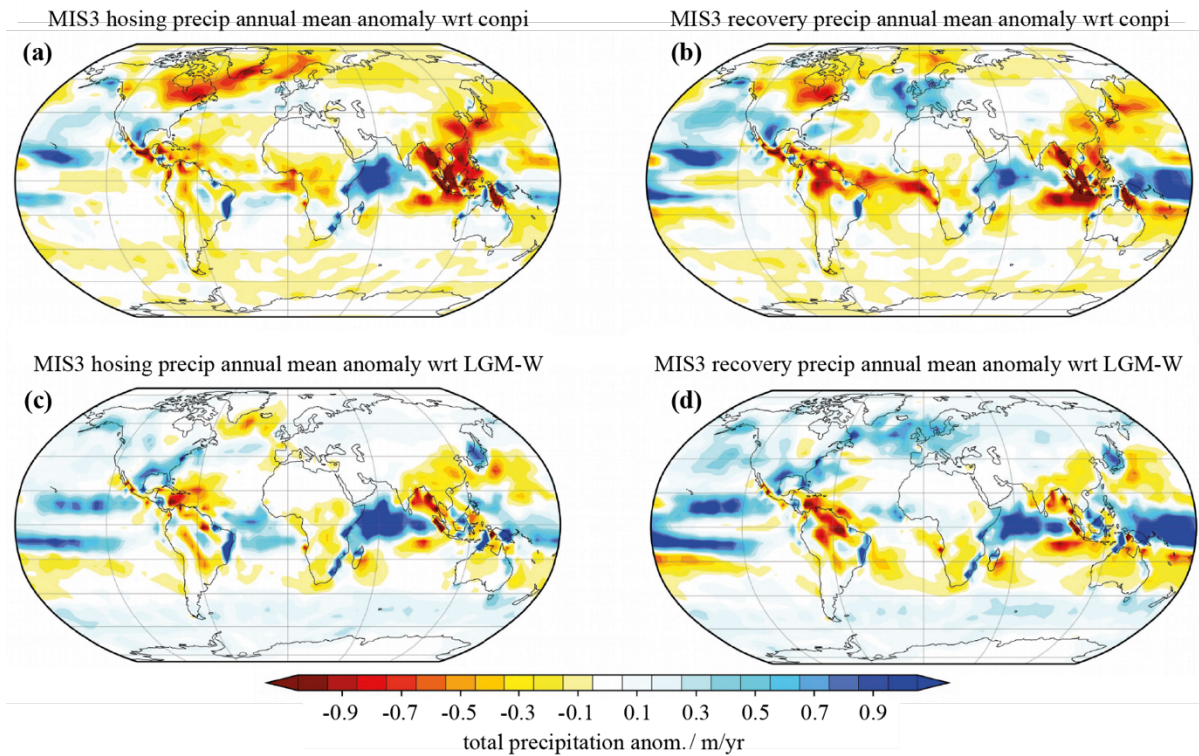 MIS3 hosing precip annual mean anomaly wrt conpi
MIS3 recovery precip annual mean anomaly wrt conpi
(a)
(b)
MIS3 hosing precip annual mean anomaly wrt LGM-W
MIS3 recovery precip annual mean anomaly wrt LGM-W
(c)
(d)
-0.9 -0.7 -0.5 -0.3 -0.1 0.1 0.3 0.5 0.7 0.9
total precipitation anom. / m/yr